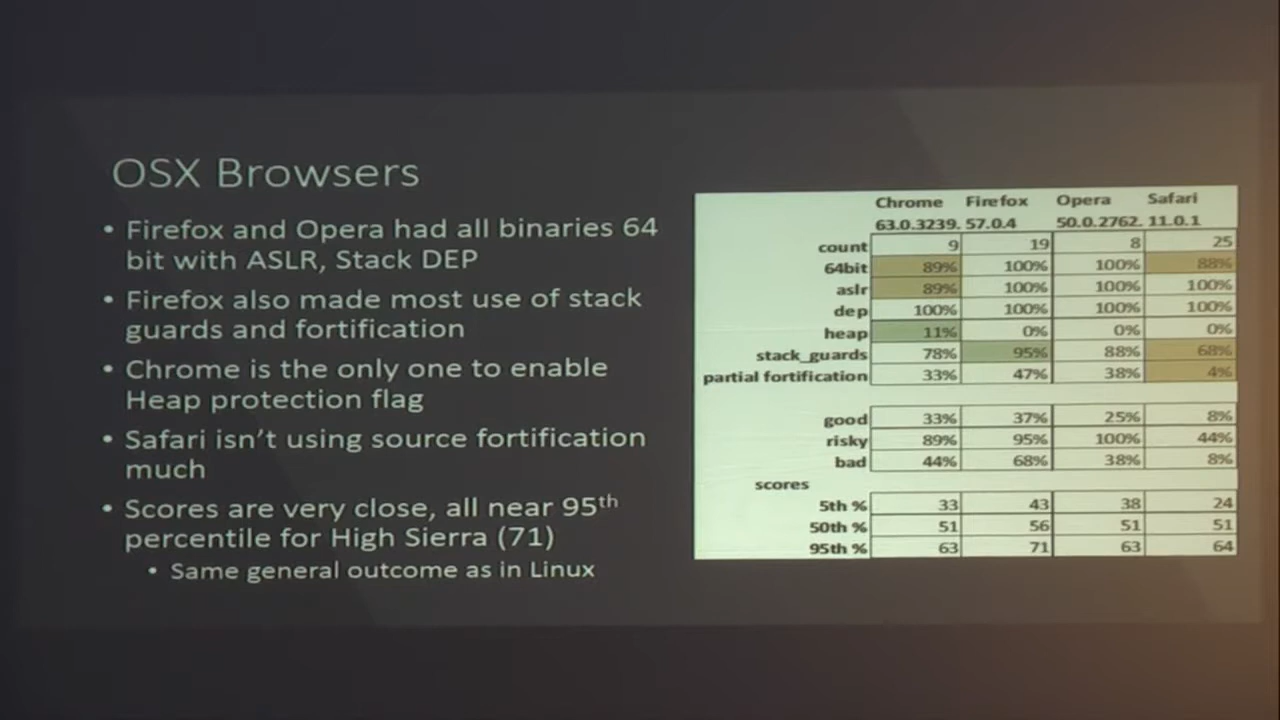 OSX Browsers
• Firefox and Opera had all binaries 64
bit with ASLR, Stack DEP
• Firefox also made most use of stack
guards and fortification
• Chrome is the only one to enable
Heap protection flag
• Safari isn't using source fortification
much
• Scores are very close, all near 95th
percentile for High Sierra (71)
• Same general outcome as in Linux
Chrome Firefox Opera Safari
63.0.3239. 57.0.4 50.0.2762. 11.0.1
count 9 19 8 25
64bit 89% 100% 100% 88%
aslr 89% 100% 100% 100%
dep 100% 100% 100% 100%
heap 11% 0% 0% 0%
stack_guards 78% 95% 88% 68%
partial fortification 33% 47% 38% 4%
good 33% 37% 25% 8%
risky 89% 95% 100% 44%
bad 44% 68% 38% 8%
scores
5th % 33 43 38 24
50th % 51 56 51 51
95th % 63 71 63 64